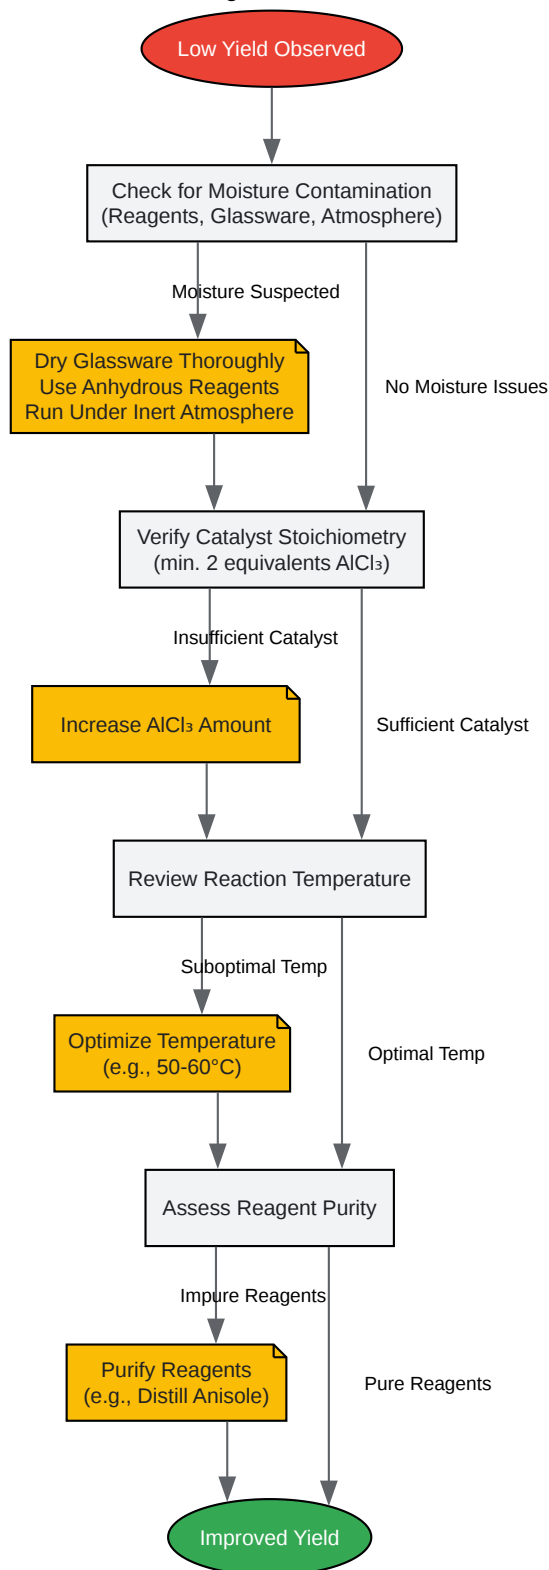 Low Yield Observed
Check for Moisture Contamination
(Reagents, Glassware, Atmosphere)
Moisture Suspected
Dry Glassware Thoroughly
Use Anhydrous Reagents
Run Under Inert Atmosphere
No Moisture Issues
Verify Catalyst Stoichiometry
(min. 2 equivalents AlCl₃)
Insufficient Catalyst
Increase AlCl₃ Amount
Sufficient Catalyst
Review Reaction Temperature
Suboptimal Temp
Optimize Temperature
(e.g., 50-60°C)
Optimal Temp
Assess Reagent Purity
Impure Reagents
Purify Reagents
(e.g., Distill Anisole)
Pure Reagents
Improved Yield